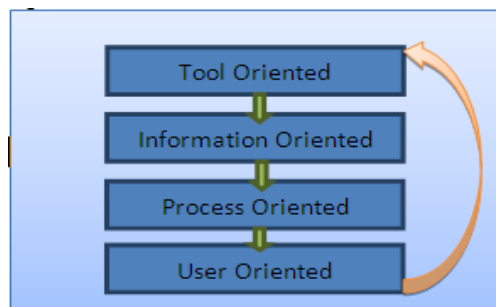 Tool Oriented
Information Oriented
Process Oriented
User Oriented